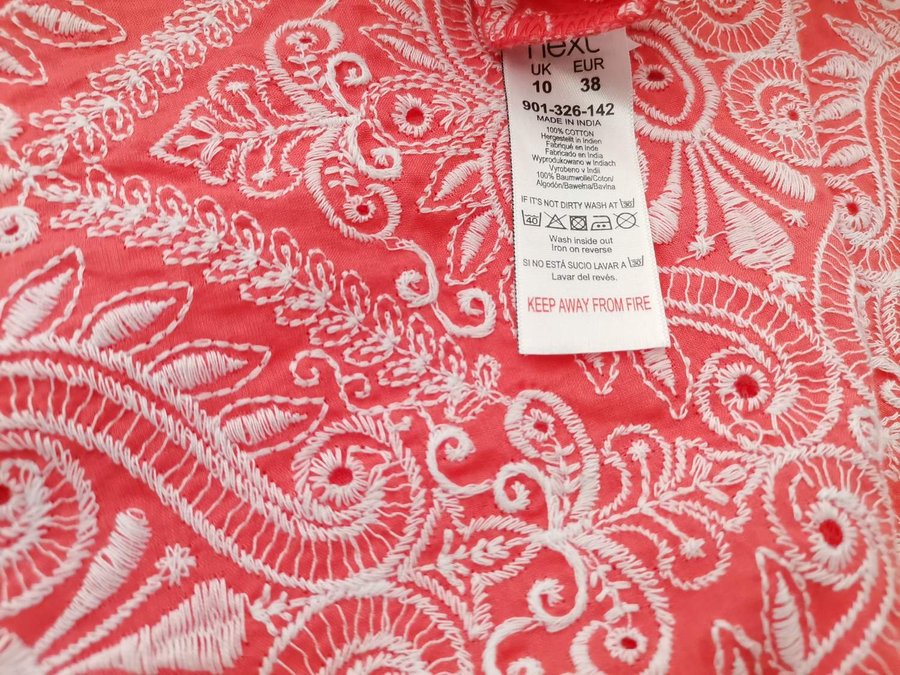 next
UK EUR
10 38
901-326-142
MADE IN INDIA
100% COTTON
Hergestellt in Indien
Fabriqué en Inde
Fabricado en India
Wyprodukowano w Indiach
Vyrobeno v Indii
100% Baumwolle/Coton/
Algodón/Bawełna/Bavlna
IF IT'S NOT DIRTY WASH AT 30
40
Wash inside out
Iron on reverse
SI NO ESTÁ SUCIO LAVAR A 30
Lavar del revés.
KEEP AWAY FROM FIRE